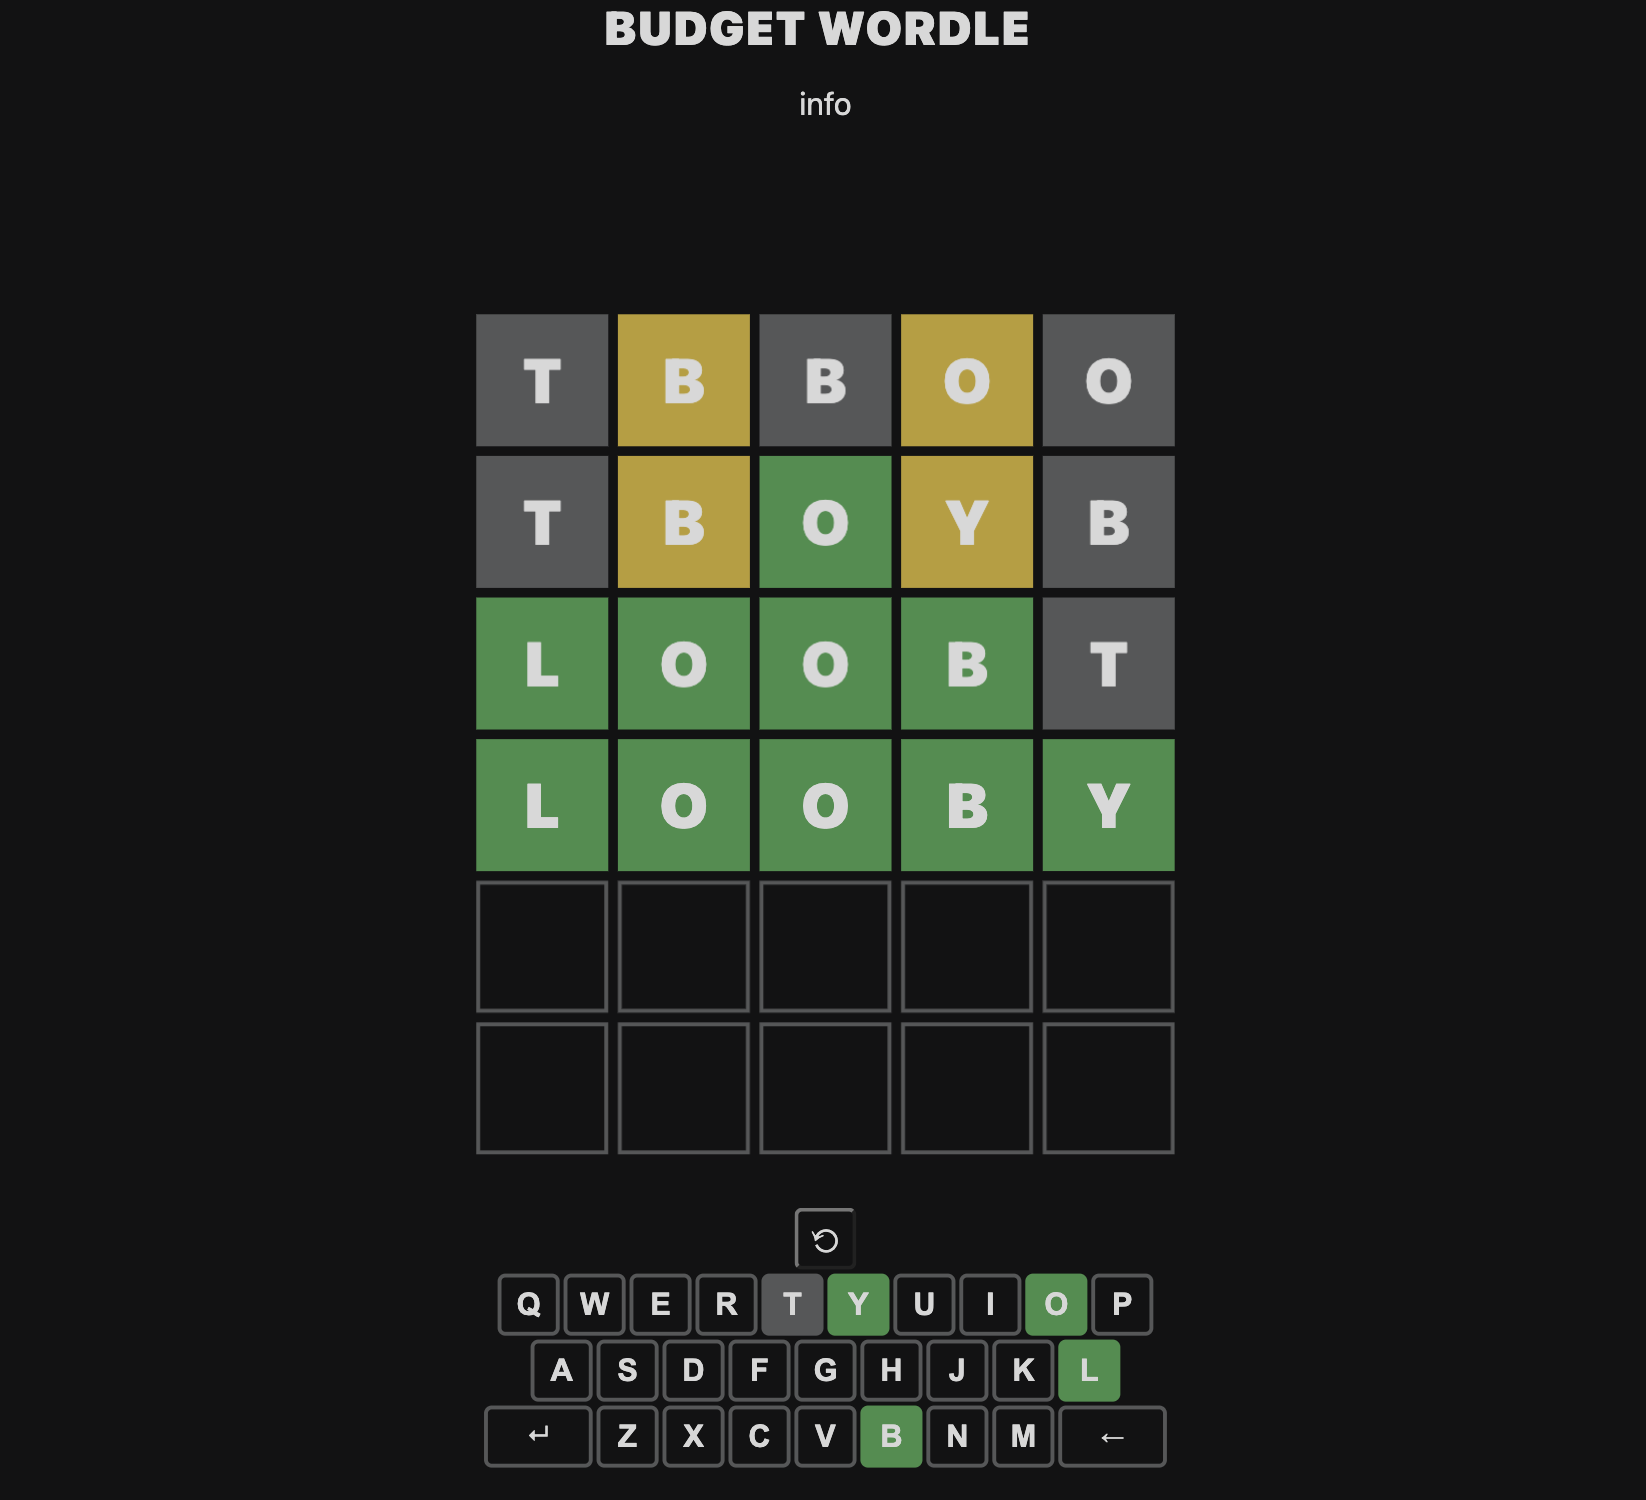 BUDGET WORDLE
info
T B B O O
T B O Y B
L O O B T
L O O B Y
Q W E R T Y U I O P
A S D F G H J K L
↵ Z X C V B N M ←